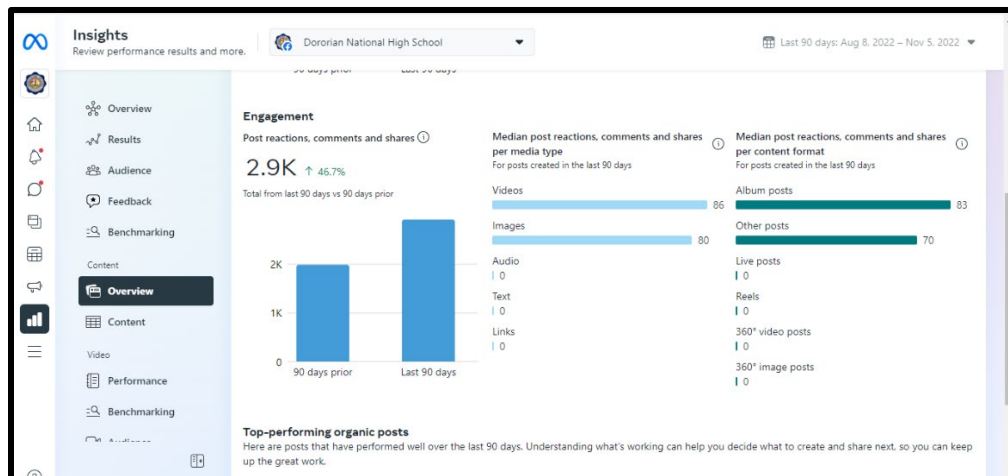 Insights
Review performance results and more.
Dororian National High School
Last 90 days: Aug 8, 2022 – Nov 5, 2022
Overview
Results
Audience
Feedback
Benchmarking
Content
Overview
Content
Video
Performance
Benchmarking
Audience
90 days prior
Last 90 days
Engagement
Post reactions, comments and shares
2.9K ↑ 46.7%
Total from last 90 days vs 90 days prior
2K
1K
0
90 days prior
Last 90 days
Median post reactions, comments and shares
per media type
For posts created in the last 90 days
Videos
86
Images
80
Audio
0
Text
0
Links
0
Median post reactions, comments and shares
per content format
For posts created in the last 90 days
Album posts
83
Other posts
70
Live posts
0
Reels
0
360° video posts
0
360° image posts
0
Top-performing organic posts
Here are posts that have performed well over the last 90 days. Understanding what's working can help you decide what to create and share next, so you can keep
up the great work.